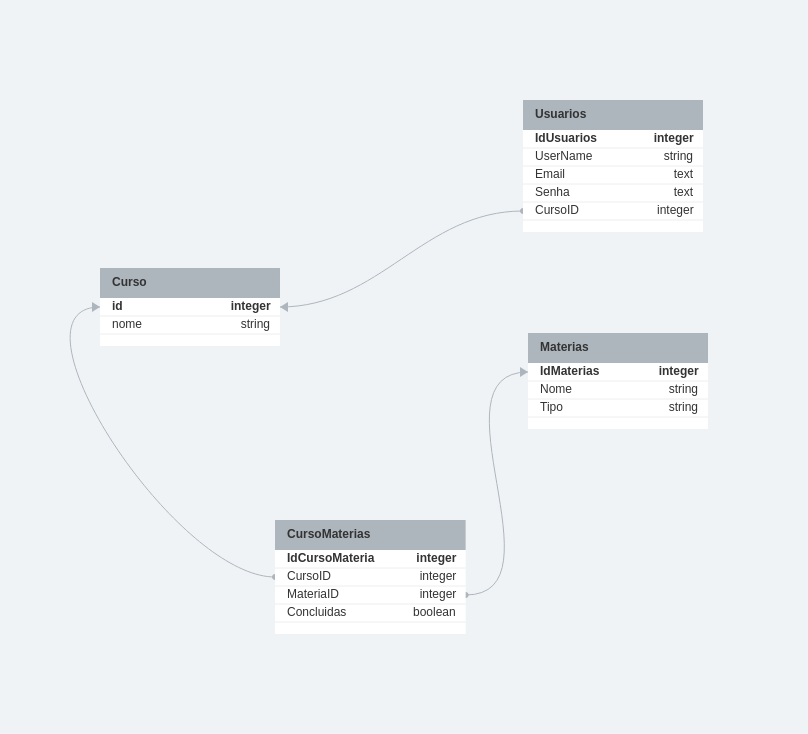 Usuarios
IdUsuarios integer
UserName string
Email text
Senha text
CursoID integer
Curso
id integer
nome string
Materias
IdMaterias integer
Nome string
Tipo string
CursoMaterias
IdCursoMateria integer
CursoID integer
MateriaID integer
Concluidas boolean